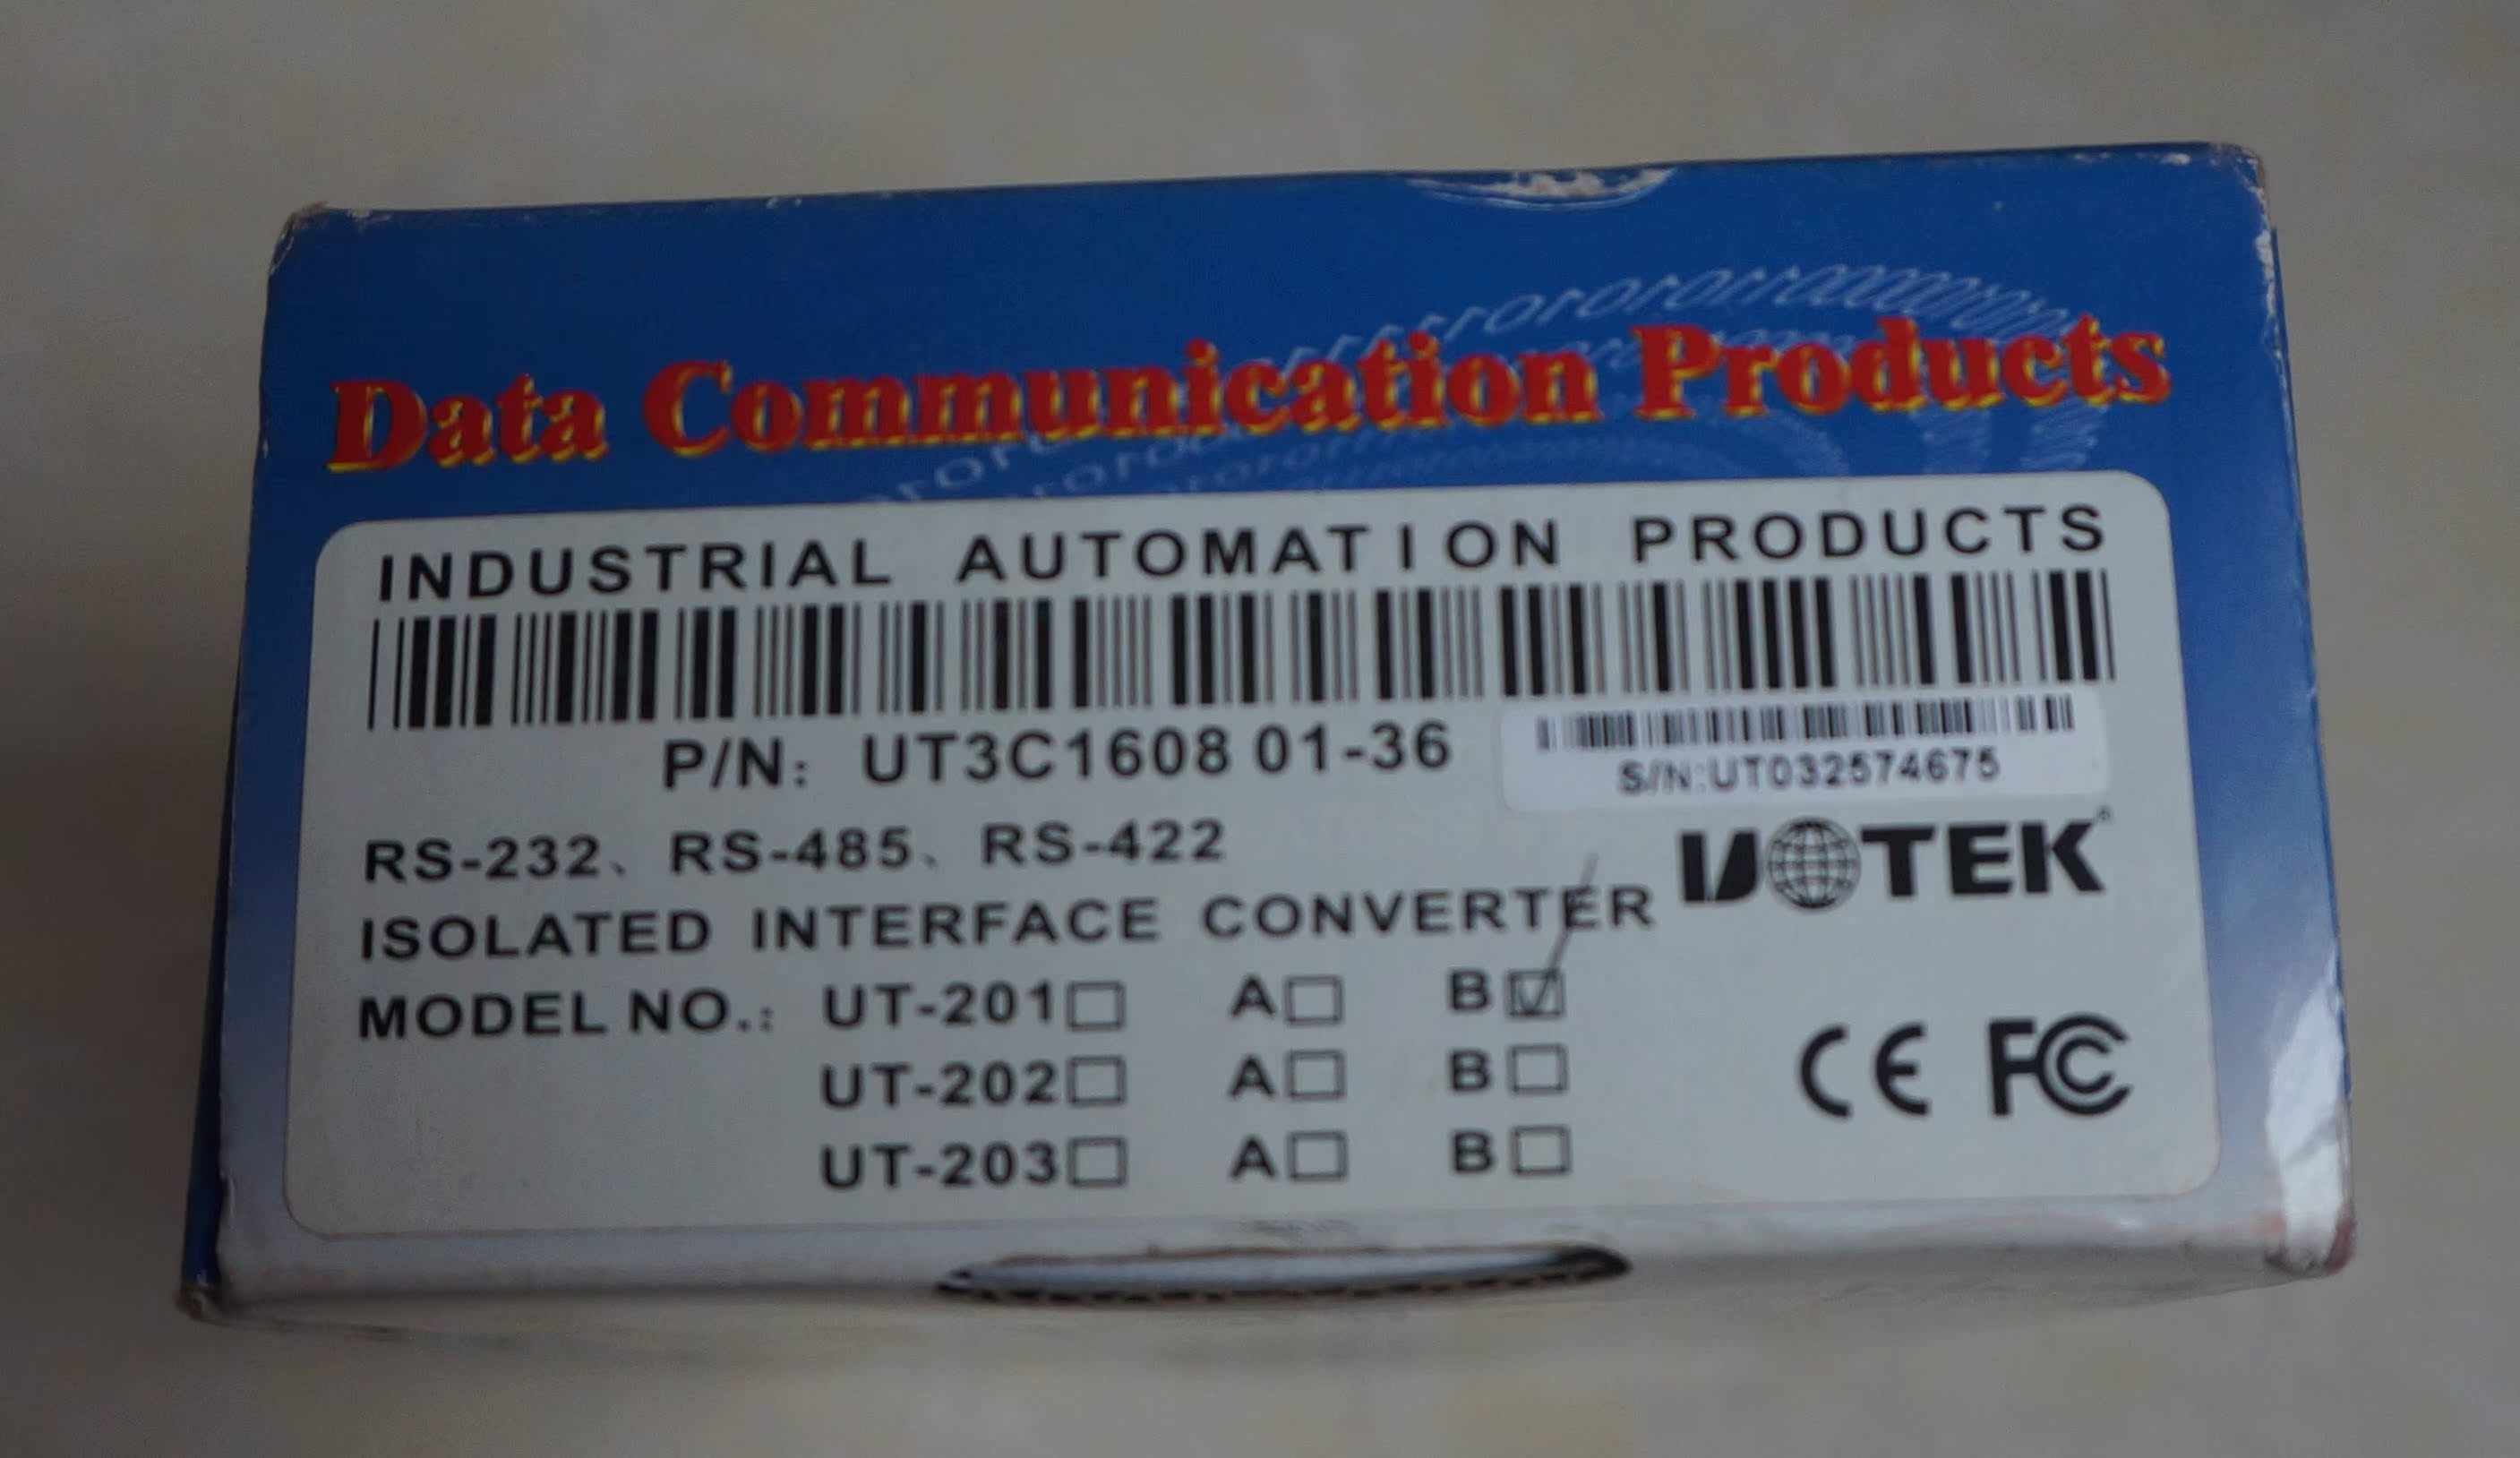 Data Communication Products
INDUSTRIAL AUTOMATION PRODUCTS
P/N: UT3C1608 01-36
S/N:UT032574675
RS-232、RS-485、RS-422
UTEK®
ISOLATED INTERFACE CONVERTER
MODEL NO.: UT-201□ A□ B☑
UT-202□ A□ B□
CE FC
UT-203□ A□ B□